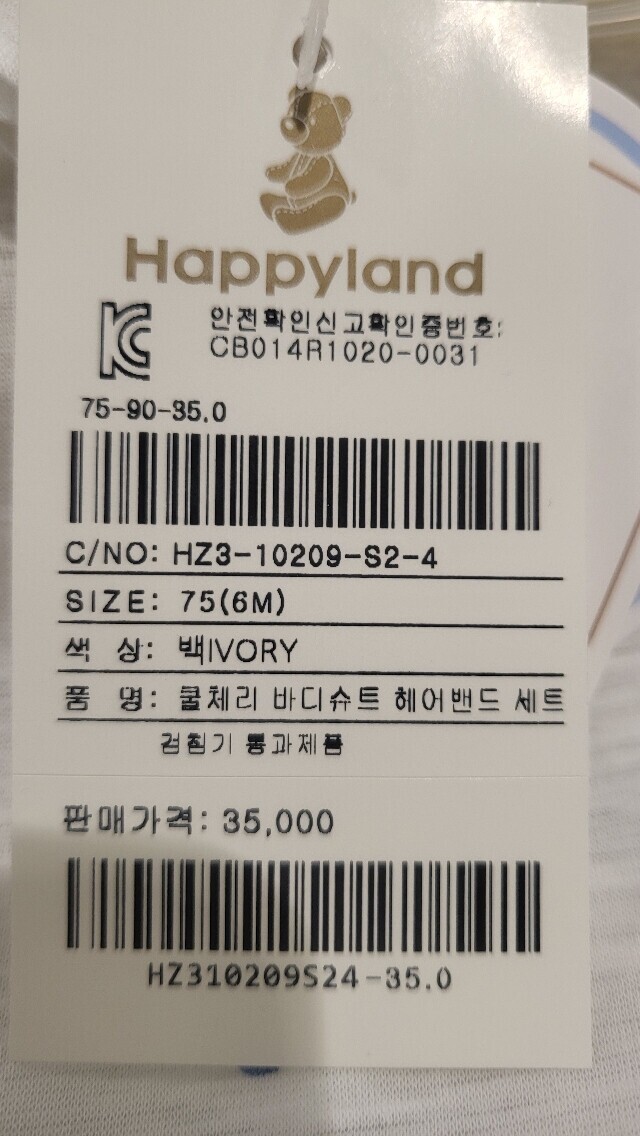 Happyland
안전확인신고확인증번호:
CB014R1020-0031
75-90-35.0
C/NO: HZ3-10209-S2-4
SIZE: 75(6M)
색 상: 백IVORY
품 명: 쿨체리 바디슈트 헤어밴드 세트
검침기 통과제품
판매가격: 35,000
HZ310209S24-35.0